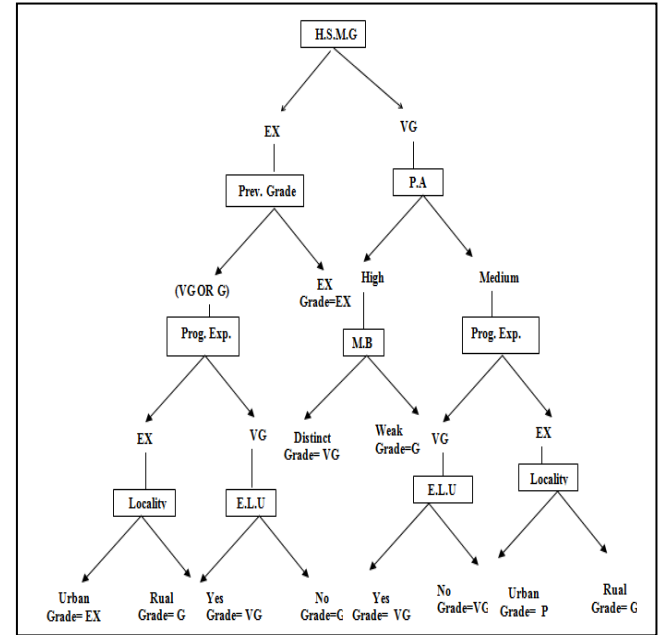 H.S.M.G
EX
VG
Prev. Grade
P.A
(VG OR G)
EX
Grade=EX
High
Medium
Prog. Exp.
M.B
Prog. Exp.
EX
VG
Distinct
Grade= VG
Weak
Grade=G
VG
EX
Locality
E.L.U
E.L.U
Locality
Urban
Grade= EX
Rual
Grade= G
Yes
Grade= VG
No
Grade=G
Yes
Grade= VG
No
Grade=VG
Urban
Grade= P
Rual
Grade= G